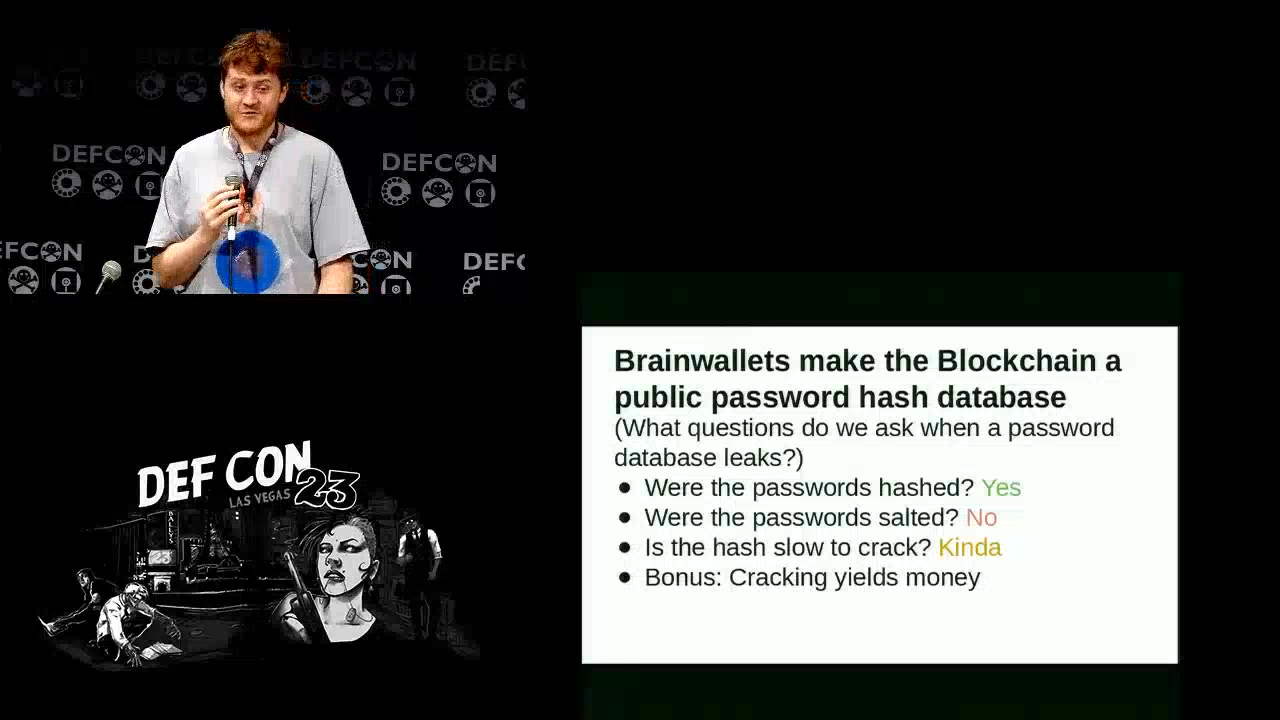 DEFCON
DEFCON
DEFCON
DEFCON
DEF CON
LAS VEGAS 23
BALLY'S
Brainwallets make the Blockchain a
public password hash database
(What questions do we ask when a password
database leaks?)
● Were the passwords hashed? Yes
● Were the passwords salted? No
● Is the hash slow to crack? Kinda
● Bonus: Cracking yields money